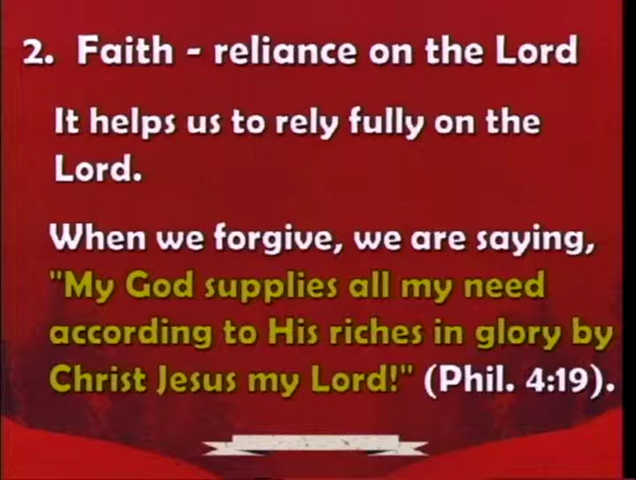 2. Faith - reliance on the Lord
It helps us to rely fully on the
Lord.
When we forgive, we are saying,
"My God supplies all my need
according to His riches in glory by
Christ Jesus my Lord!" (Phil. 4:19).